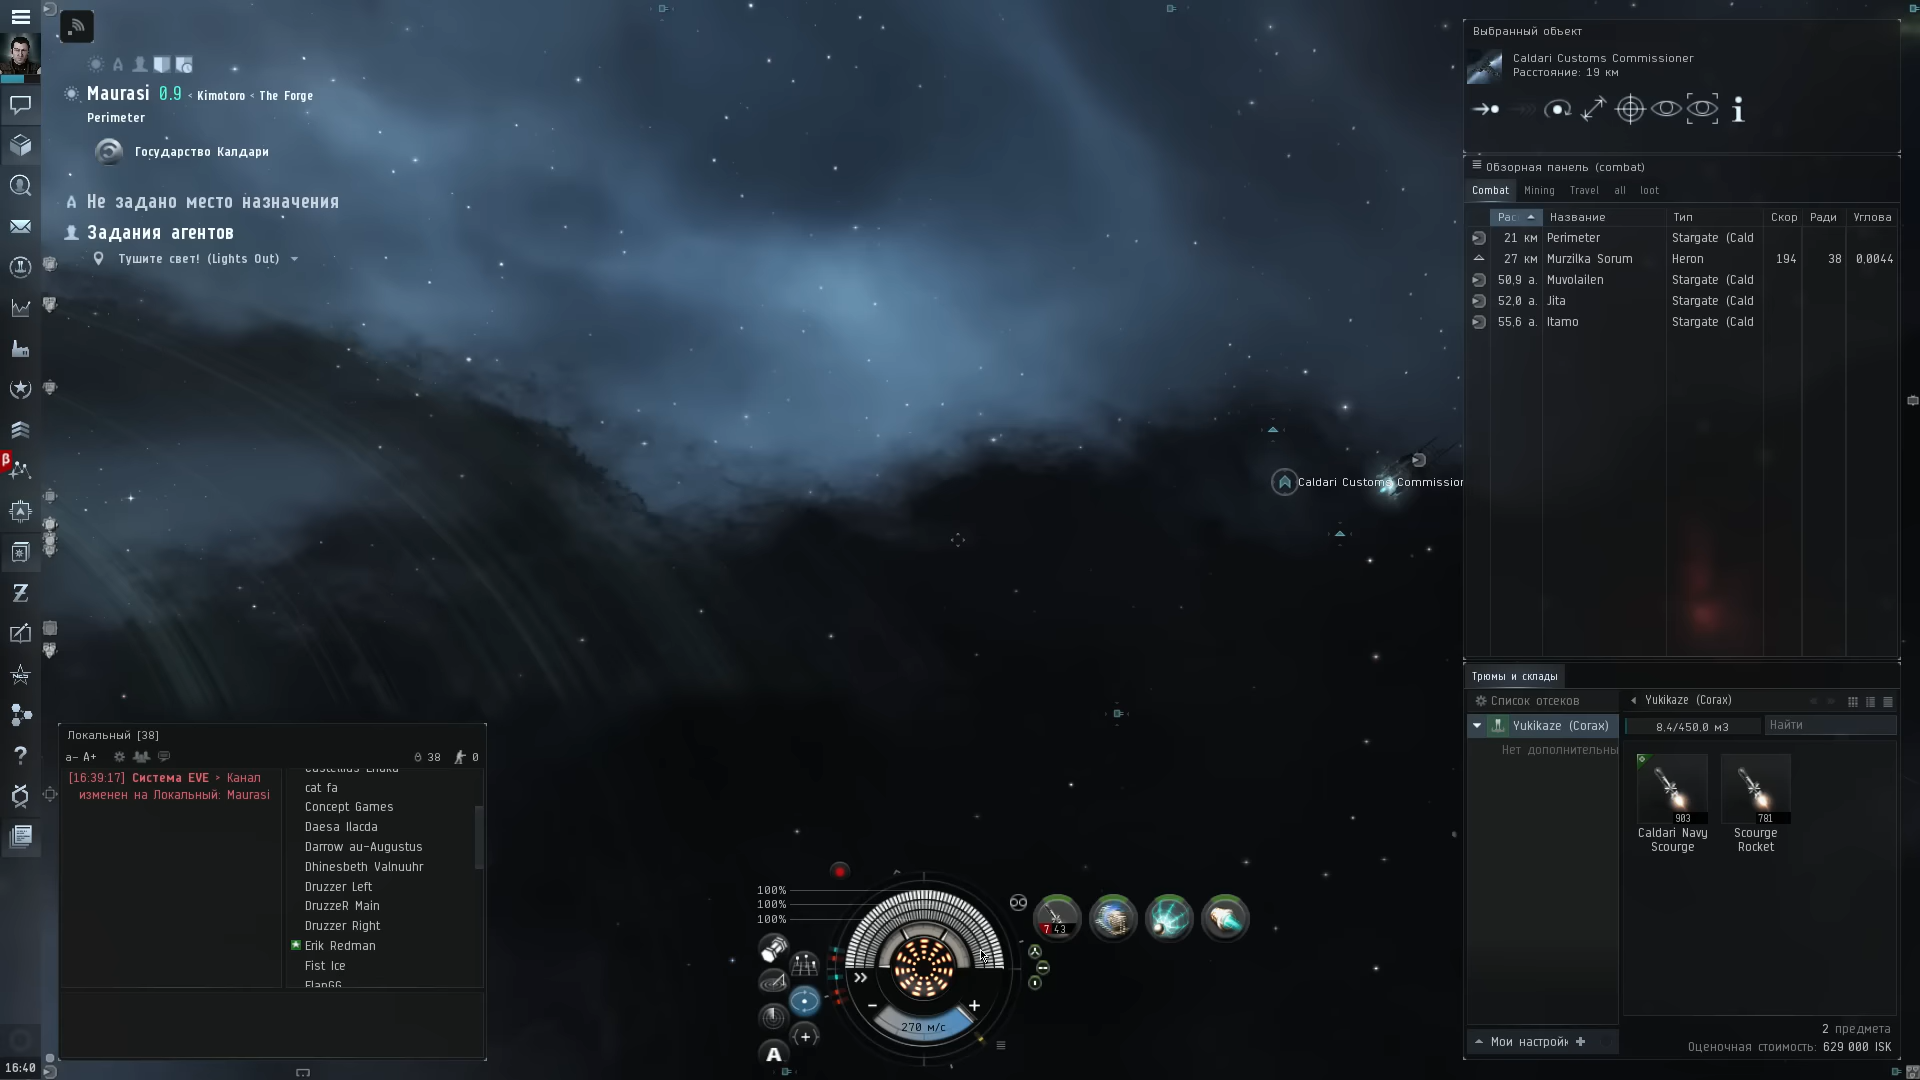 Maurasi 0.9 < Kimotoro < The Forge
Perimeter
Государство Калдари
Не задано место назначения
Задания агентов
Тушите свет! (Lights Out)
β
16:40
Локальный [38]
a- A+
38
0
[16:39:17] Система EVE > Канал
изменен на Локальный: Maurasi
cat fa
Concept Games
Daesa Ilacda
Darrow au-Augustus
Dhinesbeth Valnuuhr
Druzzer Left
DruzzeR Main
Druzzer Right
Erik Redman
Fist Ice
FlapGG
100%
100%
100%
270 м/с
A
7 43
Caldari Customs Commission
Выбранный объект
Caldari Customs Commissioner
Расстояние: 19 км
Обзорная панель (combat)
Combat Mining Travel all loot
Рас Название Тип Скор Ради Углова
21 км Perimeter Stargate (Cald
27 км Murzilka Sorum Heron 194 38 0,0044
50,9 а. Muvolailen Stargate (Cald
52,0 а. Jita Stargate (Cald
55,6 а. Itamo Stargate (Cald
Трюмы и склады
Список отсеков
Yukikaze (Corax)
Yukikaze (Corax)
8,4/450,0 м3
Найти
Нет дополнительны
903
Caldari Navy
Scourge
781
Scourge
Rocket
2 предмета
Мои настройк
Оценочная стоимость: 629 000 ISK